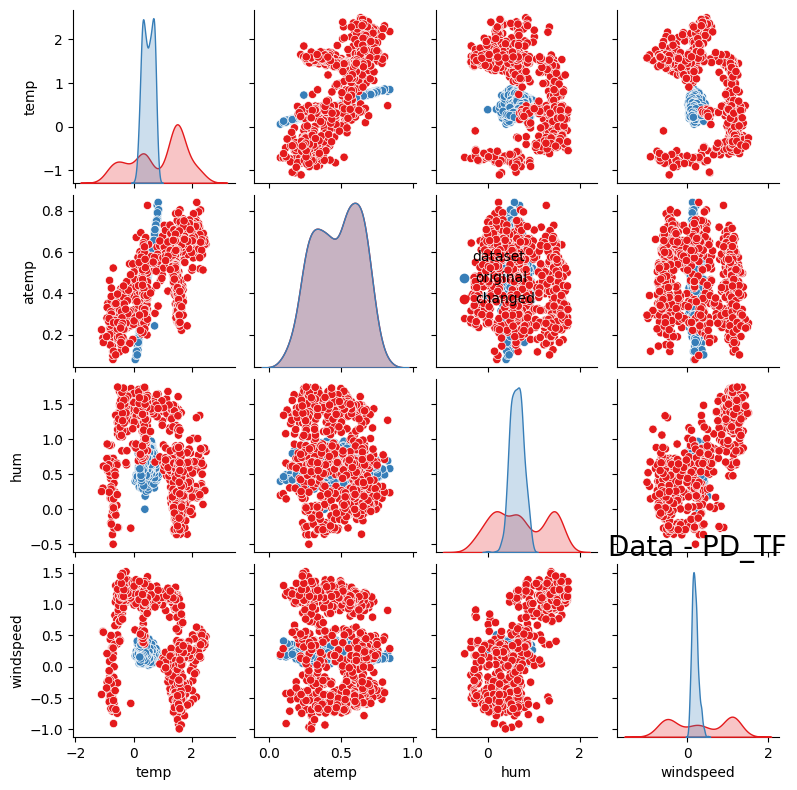 2
1
0
−1
temp
0.8
0.6
0.4
0.2
atemp
dataset
original
changed
1.5
1.0
0.5
0.0
−0.5
hum
Data - PD_TF
1.5
1.0
0.5
0.0
−0.5
−1.0
windspeed
−2 0 2
temp
0.0 0.5 1.0
atemp
0 2
hum
0 2
windspeed